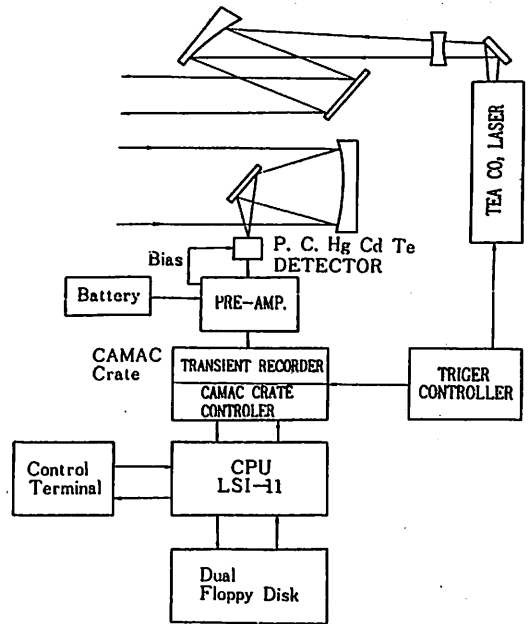 TEA CO₂ LASER
P. C. Hg Cd Te
DETECTOR
Bias
Battery
PRE-AMP.
CAMAC
Crate
TRANSIENT RECORDER
CAMAC CRATE
CONTROLER
TRIGER
CONTROLLER
Control
Terminal
CPU
LSI-11
Dual
Floppy Disk